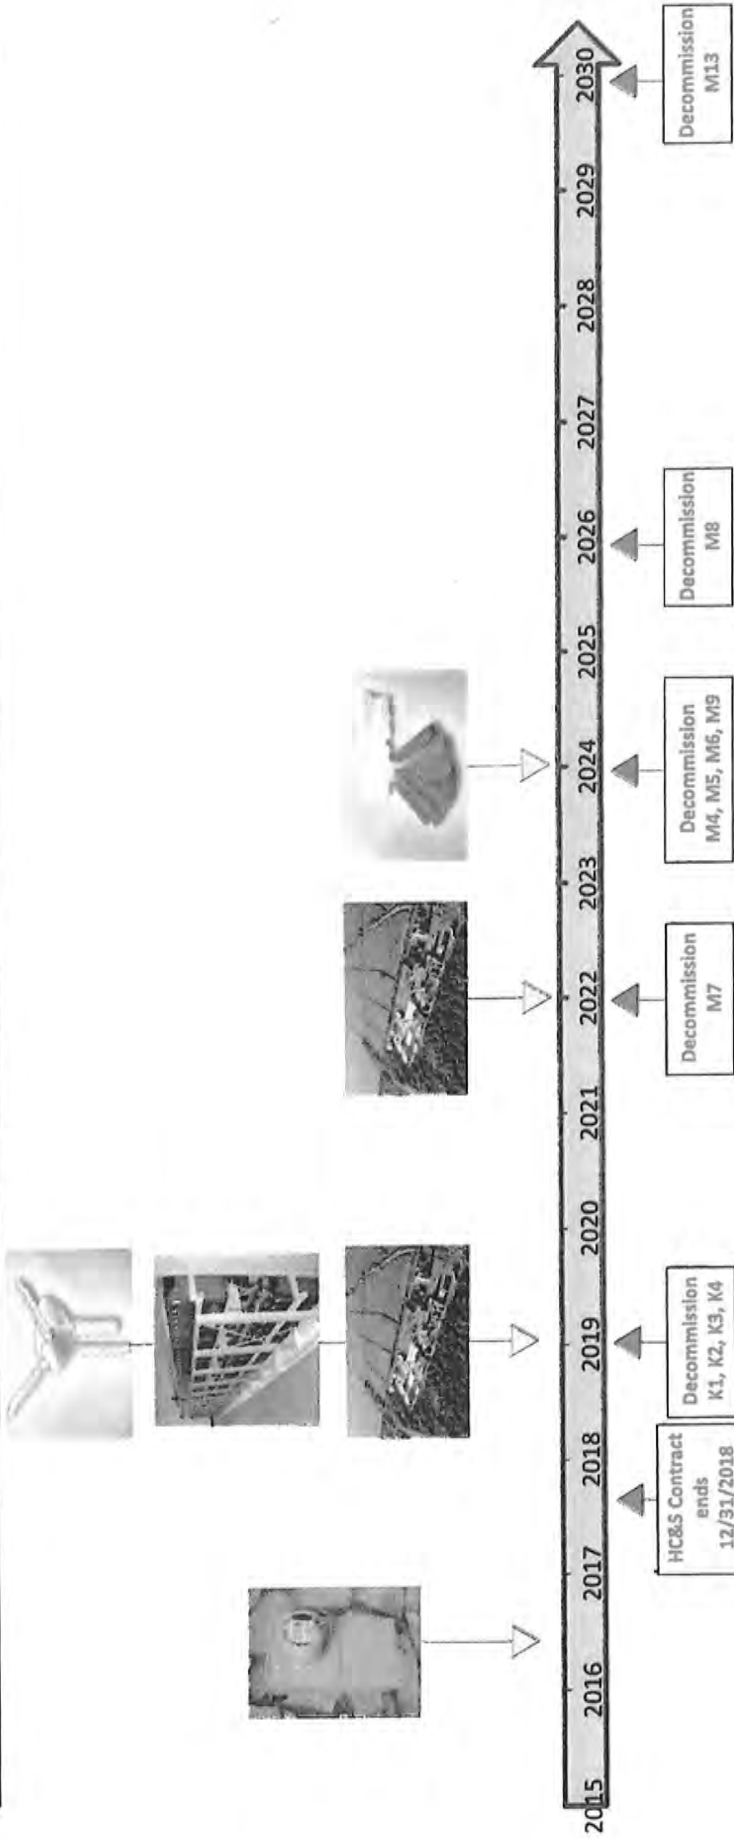 2015
2016
2017
2018
2019
2020
2021
2022
2023
2024
2025
2026
2027
2028
2029
2030
HC&S Contract
ends
12/31/2018
Decommission
K1, K2, K3, K4
Decommission
M7
Decommission
M4, M5, M6, M9
Decommission
M8
Decommission
M13